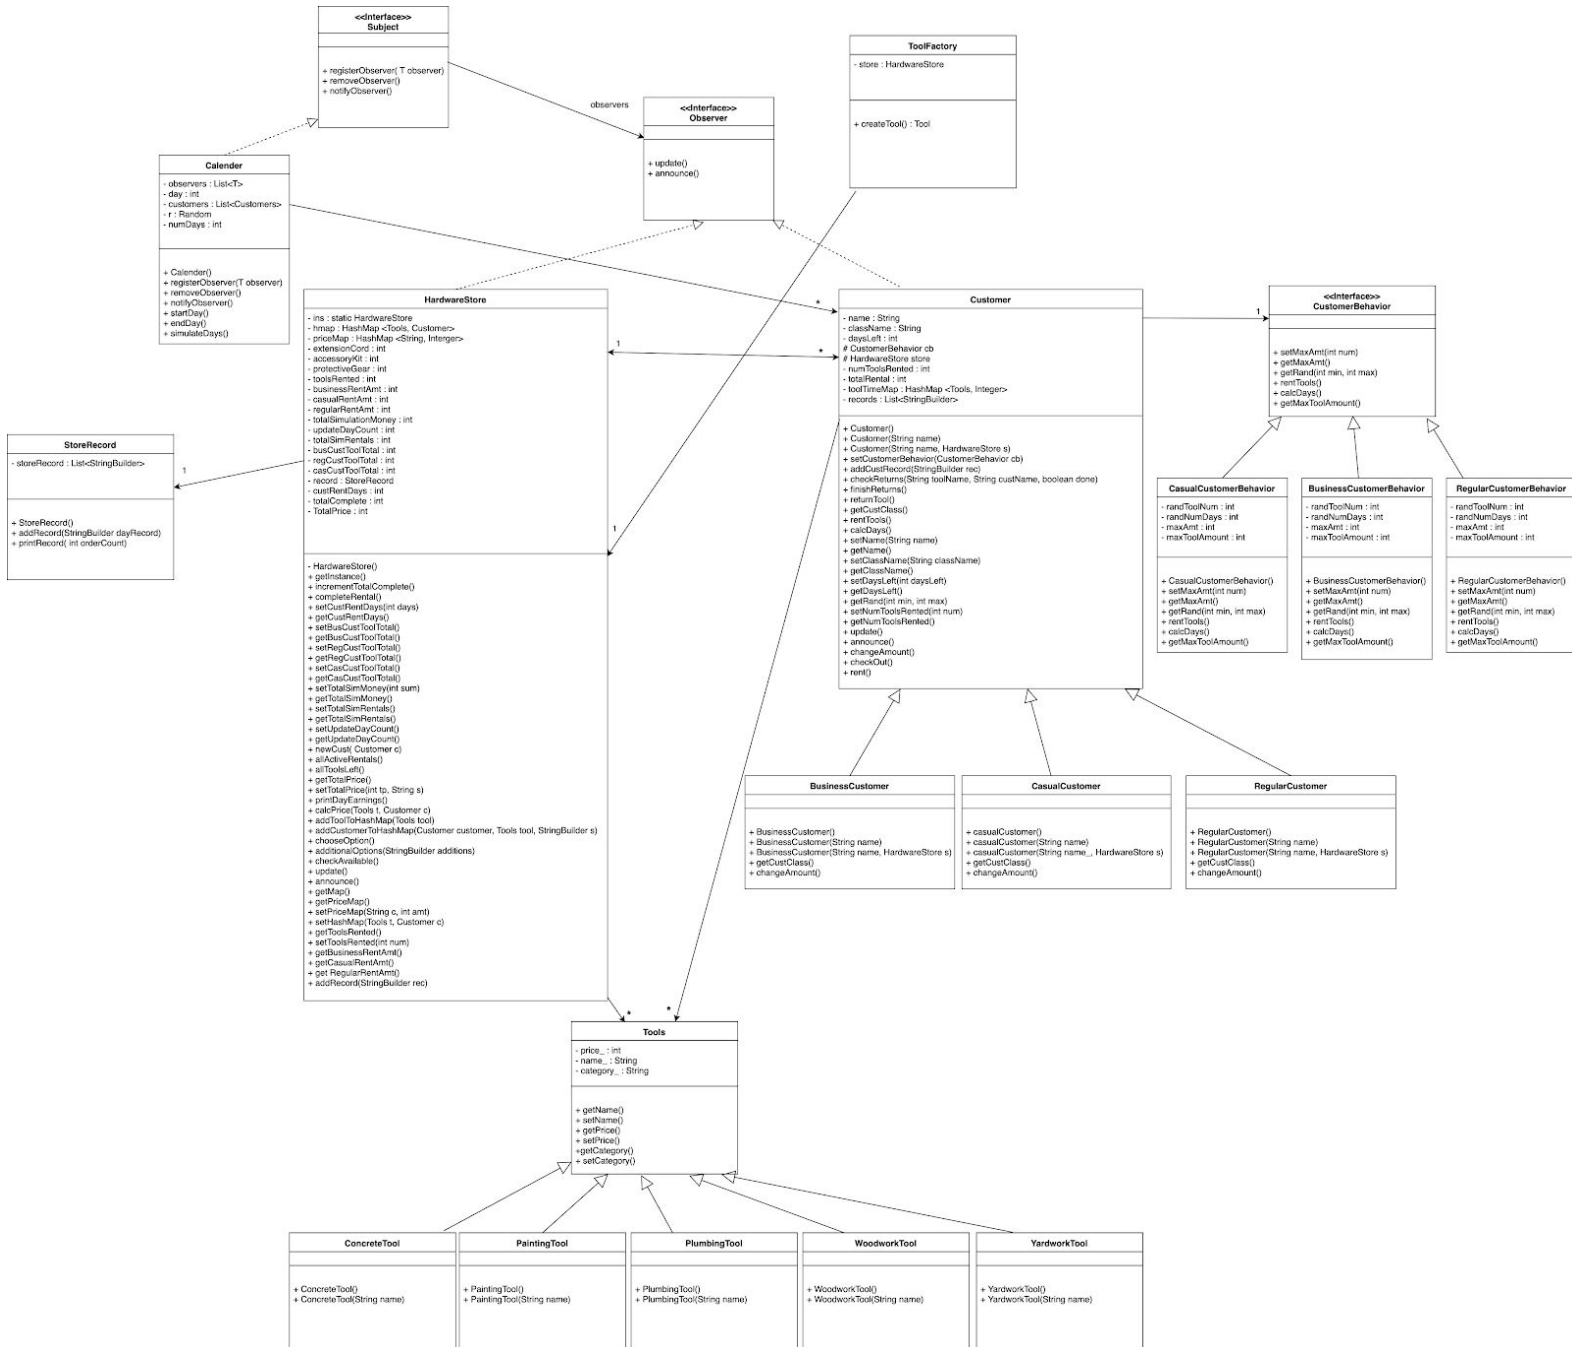 <<Interface>>
Subject
+ registerObserver( T observer)
+ removeObserver()
+ notifyObserver()
ToolFactory
- store : HardwareStore
+ createTool() : Tool
observers
<<Interface>>
Observer
+ update()
+ announce()
Calender
- observers : List<T>
- day : int
- customers : List<Customers>
- r : Random
- numDays : int
+ Calender()
+ registerObserver(T observer)
+ removeObserver()
+ notifyObserver()
+ startDay()
+ endDay()
+ simulateDays()
HardwareStore
- ins : static HardwareStore
- hmap : HashMap <Tools, Customer>
- priceMap : HashMap <String, Interger>
- extensionCord : int
- accessoryKit : int
- protectiveGear : int
- toolsRented : int
- businessRentAmt : int
- casualRentAmt : int
- regularRentAmt : int
- totalSimulationMoney : int
- updateDayCount : int
- totalSimRentals : int
- busCustToolTotal : int
- regCustToolTotal : int
- casCustToolTotal : int
- record : StoreRecord
- custRentDays : int
- totalComplete : int
- TotalPrice : int
- HardwareStore()
+ getInstance()
+ incrementTotalComplete()
+ completeRental()
+ setCustRentDays(int days)
+ getCustRentDays()
+ setBusCustToolTotal()
+ getBusCustToolTotal()
+ setRegCustToolTotal()
+ getRegCustToolTotal()
+ setCasCustToolTotal()
+ getCasCustToolTotal()
+ setTotalSimMoney(int sum)
+ getTotalSimMoney()
+ setTotalSimRentals()
+ getTotalSimRentals()
+ setUpdateDayCount()
+ getUpdateDayCount()
+ newCust( Customer c)
+ allActiveRentals()
+ allToolsLeft()
+ getTotalPrice()
+ setTotalPrice(int tp, String s)
+ printDayEarnings()
+ calcPrice(Tools t, Customer c)
+ addToolToHashMap(Tools tool)
+ addCustomerToHashMap(Customer customer, Tools tool, StringBuilder s)
+ chooseOption()
+ additionalOptions(StringBuilder additions)
+ checkAvailable()
+ update()
+ announce()
+ getMap()
+ getPriceMap()
+ setPriceMap(String c, int amt)
+ setHashMap(Tools t, Customer c)
+ getToolsRented()
+ setToolsRented(int num)
+ getBusinessRentAmt()
+ getCasualRentAmt()
+ get RegularRentAmt()
+ addRecord(StringBuilder rec)
1
*
*
1
Customer
- name : String
- className : String
- daysLeft : int
# CustomerBehavior cb
# HardwareStore store
- numToolsRented : int
- totalRental : int
- toolTimeMap : HashMap <Tools, Integer>
- records : List<StringBuilder>
+ Customer()
+ Customer(String name)
+ Customer(String name, HardwareStore s)
+ setCustomerBehavior(CustomerBehavior cb)
+ addCustRecord(StringBuilder rec)
+ checkReturns(String toolName, String custName, boolean done)
+ finishReturns()
+ returnTool()
+ getCustClass()
+ rentTools()
+ calcDays()
+ setName(String name)
+ getName()
+ setClassName(String className)
+ getClassName()
+ setDaysLeft(int daysLeft)
+ getDaysLeft()
+ getRand(int min, int max)
+ setNumToolsRented(int num)
+ getNumToolsRented()
+ update()
+ announce()
+ changeAmount()
+ checkOut()
+ rent()
1
<<Interface>>
CustomerBehavior
+ setMaxAmt(int num)
+ getMaxAmt()
+ getRand(int min, int max)
+ rentTools()
+ calcDays()
+ getMaxToolAmount()
StoreRecord
- storeRecord : List<StringBuilder>
+ StoreRecord()
+ addRecord(StringBuilder dayRecord)
+ printRecord( int orderCount)
1
CasualCustomerBehavior
- randToolNum : int
- randNumDays : int
- maxAmt : int
- maxToolAmount : int
+ CasualCustomerBehavior()
+ setMaxAmt(int num)
+ getMaxAmt()
+ getRand(int min, int max)
+ rentTools()
+ calcDays()
+ getMaxToolAmount()
BusinessCustomerBehavior
- randToolNum : int
- randNumDays : int
- maxAmt : int
- maxToolAmount : int
+ BusinessCustomerBehavior()
+ setMaxAmt(int num)
+ getMaxAmt()
+ getRand(int min, int max)
+ rentTools()
+ calcDays()
+ getMaxToolAmount()
RegularCustomerBehavior
- randToolNum : int
- randNumDays : int
- maxAmt : int
- maxToolAmount : int
+ RegularCustomerBehavior()
+ setMaxAmt(int num)
+ getMaxAmt()
+ getRand(int min, int max)
+ rentTools()
+ calcDays()
+ getMaxToolAmount()
BusinessCustomer
+ BusinessCustomer()
+ BusinessCustomer(String name)
+ BusinessCustomer(String name, HardwareStore s)
+ getCustClass()
+ changeAmount()
CasualCustomer
+ casualCustomer()
+ casualCustomer(String name)
+ casualCustomer(String name_, HardwareStore s)
+ getCustClass()
+ changeAmount()
RegularCustomer
+ RegularCustomer()
+ RegularCustomer(String name)
+ RegularCustomer(String name, HardwareStore s)
+ getCustClass()
+ changeAmount()
*
*
Tools
- price_ : int
- name_ : String
- category_ : String
+ getName()
+ setName()
+ getPrice()
+ setPrice()
+getCategory()
+ setCategory()
ConcreteTool
+ ConcreteTool()
+ ConcreteTool(String name)
PaintingTool
+ PaintingTool()
+ PaintingTool(String name)
PlumbingTool
+ PlumbingTool()
+ PlumbingTool(String name)
WoodworkTool
+ WoodworkTool()
+ WoodworkTool(String name)
YardworkTool
+ YardworkTool()
+ YardworkTool(String name)